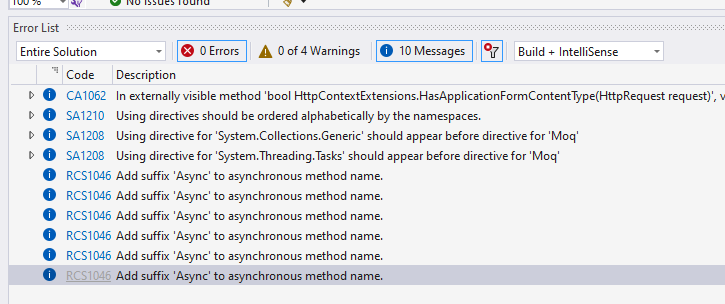 100 %
No issues found
Error List
Entire Solution
0 Errors
0 of 4 Warnings
10 Messages
Build + IntelliSense
Code Description
CA1062 In externally visible method 'bool HttpContextExtensions.HasApplicationFormContentType(HttpRequest request)', v
SA1210 Using directives should be ordered alphabetically by the namespaces.
SA1208 Using directive for 'System.Collections.Generic' should appear before directive for 'Moq'
SA1208 Using directive for 'System.Threading.Tasks' should appear before directive for 'Moq'
RCS1046 Add suffix 'Async' to asynchronous method name.
RCS1046 Add suffix 'Async' to asynchronous method name.
RCS1046 Add suffix 'Async' to asynchronous method name.
RCS1046 Add suffix 'Async' to asynchronous method name.
RCS1046 Add suffix 'Async' to asynchronous method name.
RCS1046 Add suffix 'Async' to asynchronous method name.